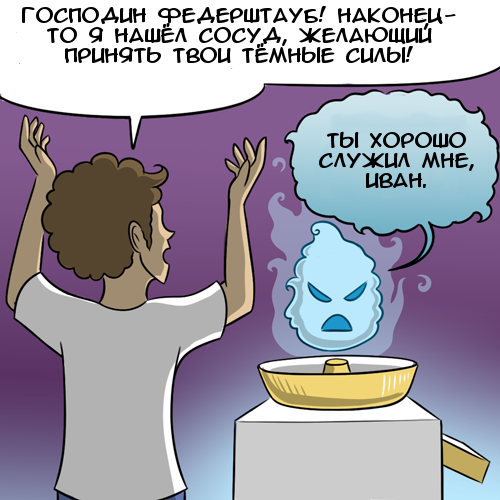 ГОСПОДИН ФЕДЕРШТАУБ! НАКОНЕЦ-
ТО Я НАШЁЛ СОСУД, ЖЕЛАЮЩИЙ
ПРИНЯТЬ ТВОИ ТЁМНЫЕ СИЛЫ!
ТЫ ХОРОШО
СЛУЖИЛ МНЕ,
ИВАН.